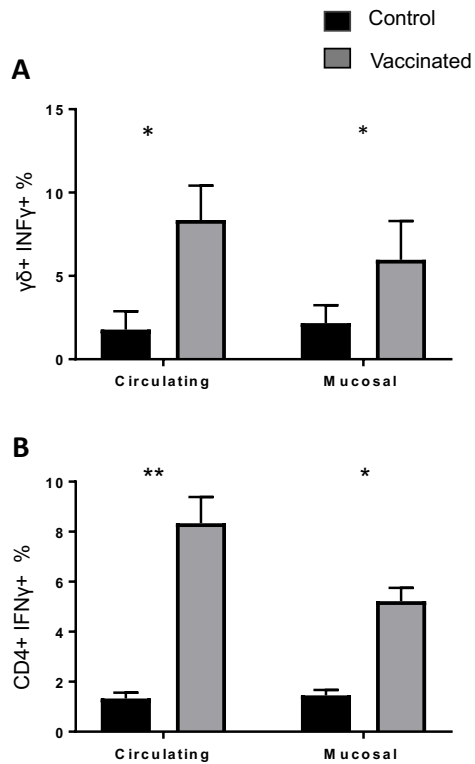 Control
Vaccinated
A
γδ+ INFγ+ %
15
10
5
0
*
*
Circulating
Mucosal
B
CD4+ IFNγ+ %
10
8
6
4
2
0
**
*
Circulating
Mucosal